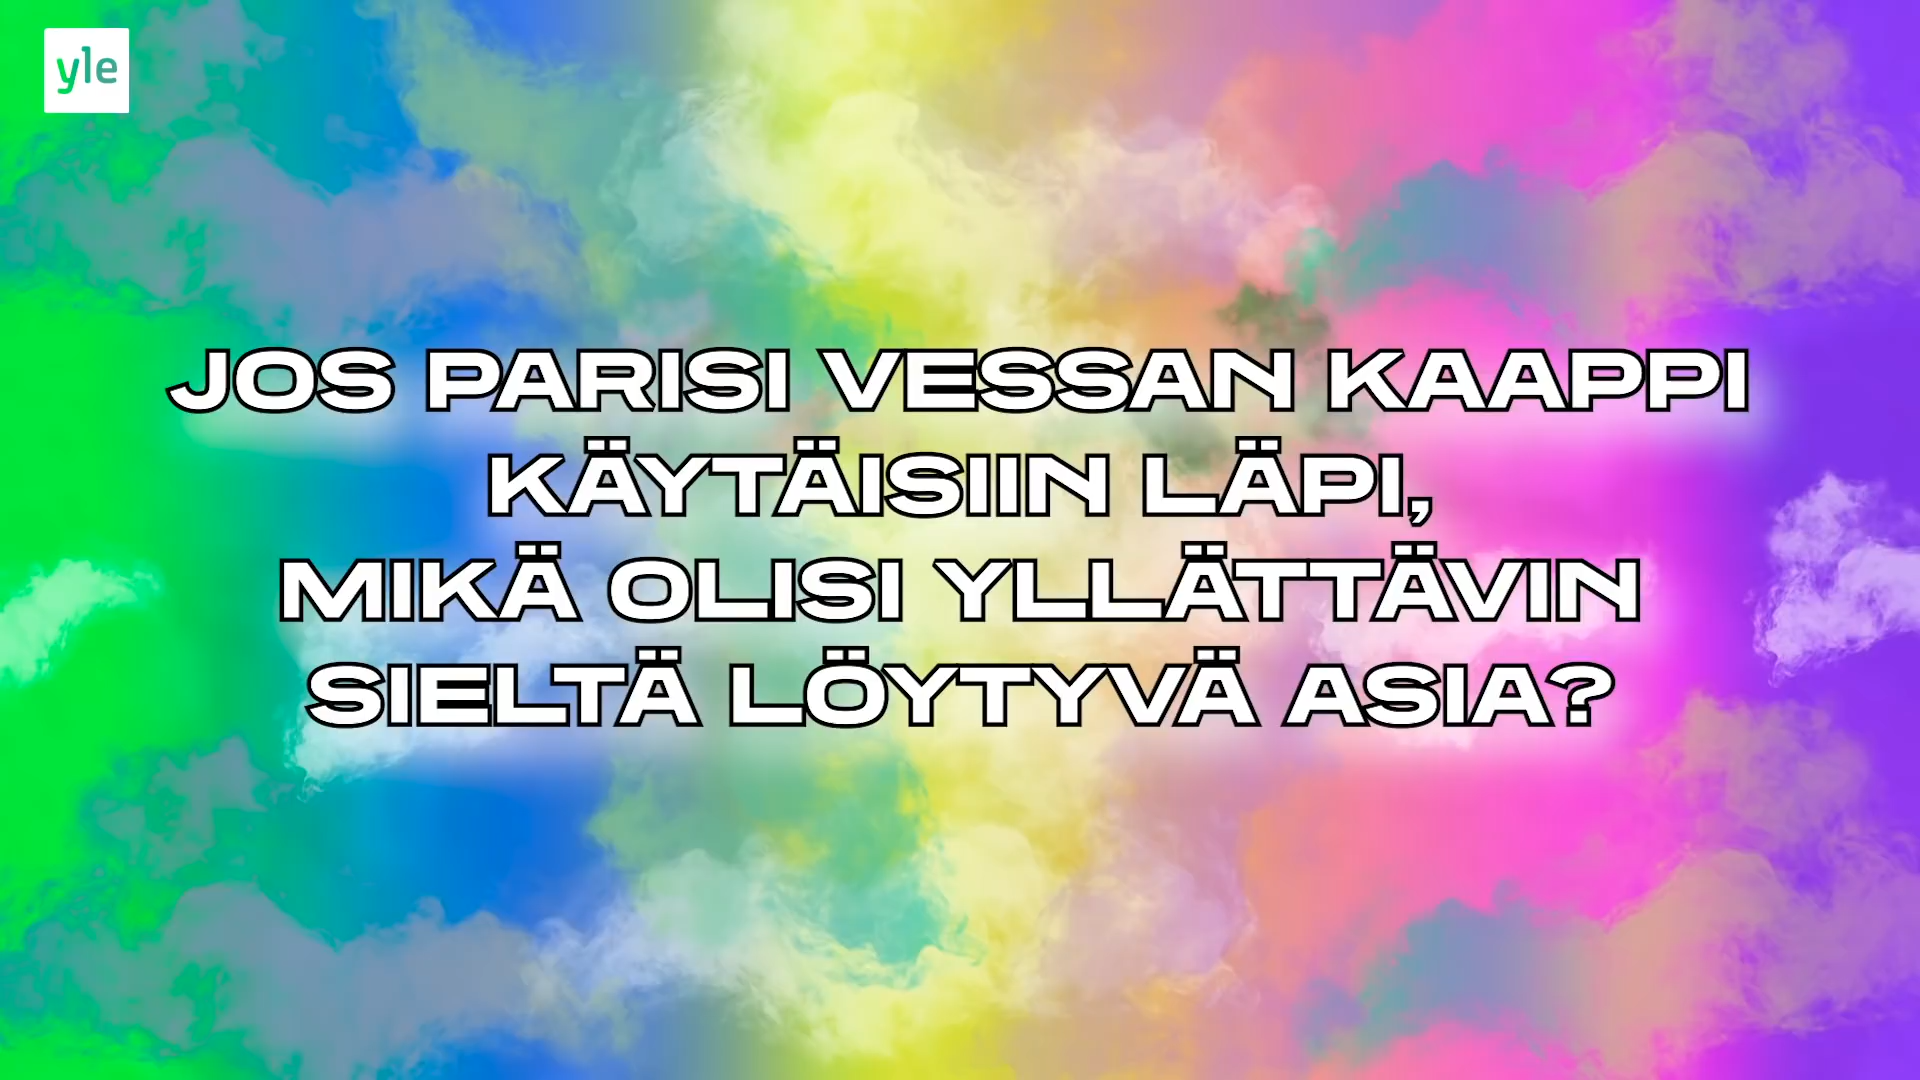 yle
JOS PARISI VESSAN KAAPPI
KÄYTÄISIIN LÄPI,
MIKÄ OLISI YLLÄTTÄVIN
SIELTÄ LÖYTYVÄ ASIA?